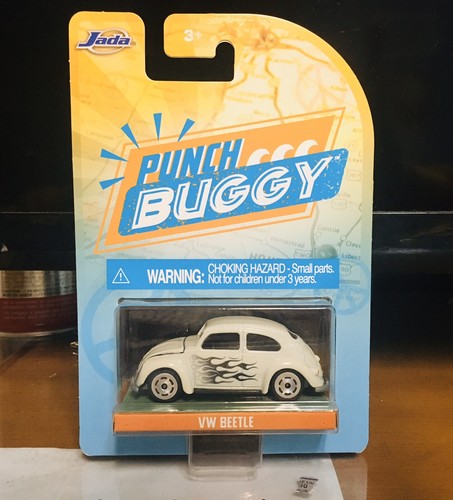 Jada
3+
PUNCH
BUGGY
WARNING: CHOKING HAZARD - Small parts.
Not for children under 3 years.
VW BEETLE